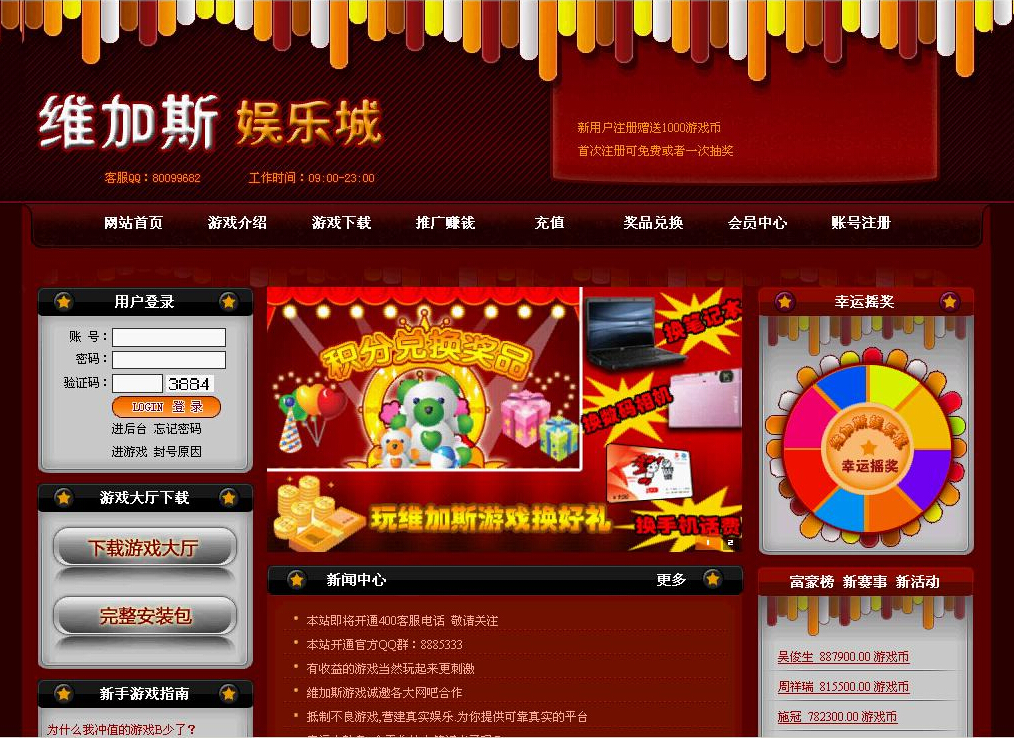 维加斯 娱乐城
客服QQ：80099682 工作时间：09:00-23:00
新用户注册赠送1000游戏币
首次注册可免费或者一次抽奖
网站首页 游戏介绍 游戏下载 推广赚钱 充值 奖品兑换 会员中心 账号注册
用户登录
账 号：
密码：
验证码： 3884
LOGIN 登 录
进后台 忘记密码
进游戏 封号原因
游戏大厅下载
下载游戏大厅
完整安装包
新手游戏指南
为什么我冲值的游戏B少了？
积分兑换奖品
换笔记本
换数码相机
玩维加斯游戏换好礼
换手机话费
1 2
新闻中心 更多
本站即将开通400客服电话 敬请关注
本站开通官方QQ群：8885333
有收益的游戏当然玩起来更刺激
维加斯游戏诚邀各大网吧合作
抵制不良游戏,营建真实娱乐.为你提供可靠真实的平台
幸运摇奖
维加斯娱乐城
幸运摇奖
富豪榜 新赛事 新活动
吴俊生 887900.00 游戏币
周祥瑞 815500.00 游戏币
施冠 782300.00 游戏币